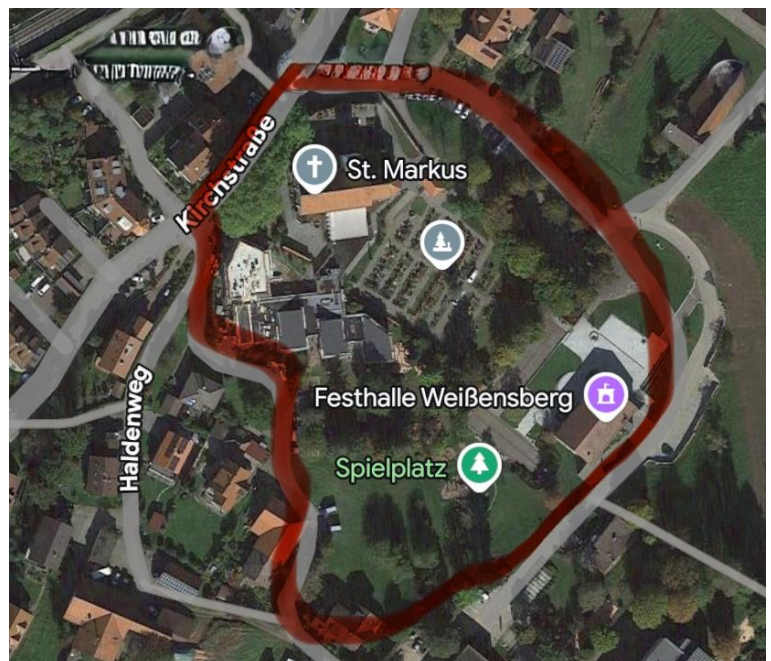 Kirchstraße
St. Markus
Haldenweg
Festhalle Weißensberg
Spielplatz